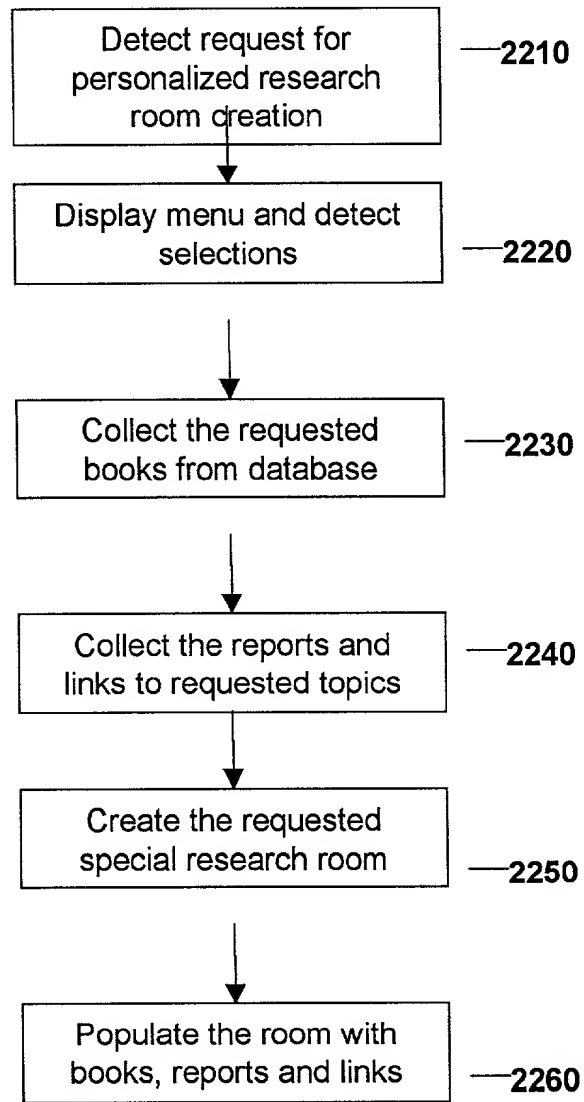 Detect request for
personalized research
room creation
2210
Display menu and detect
selections
2220
Collect the requested
books from database
2230
Collect the reports and
links to requested topics
2240
Create the requested
special research room
2250
Populate the room with
books, reports and links
2260